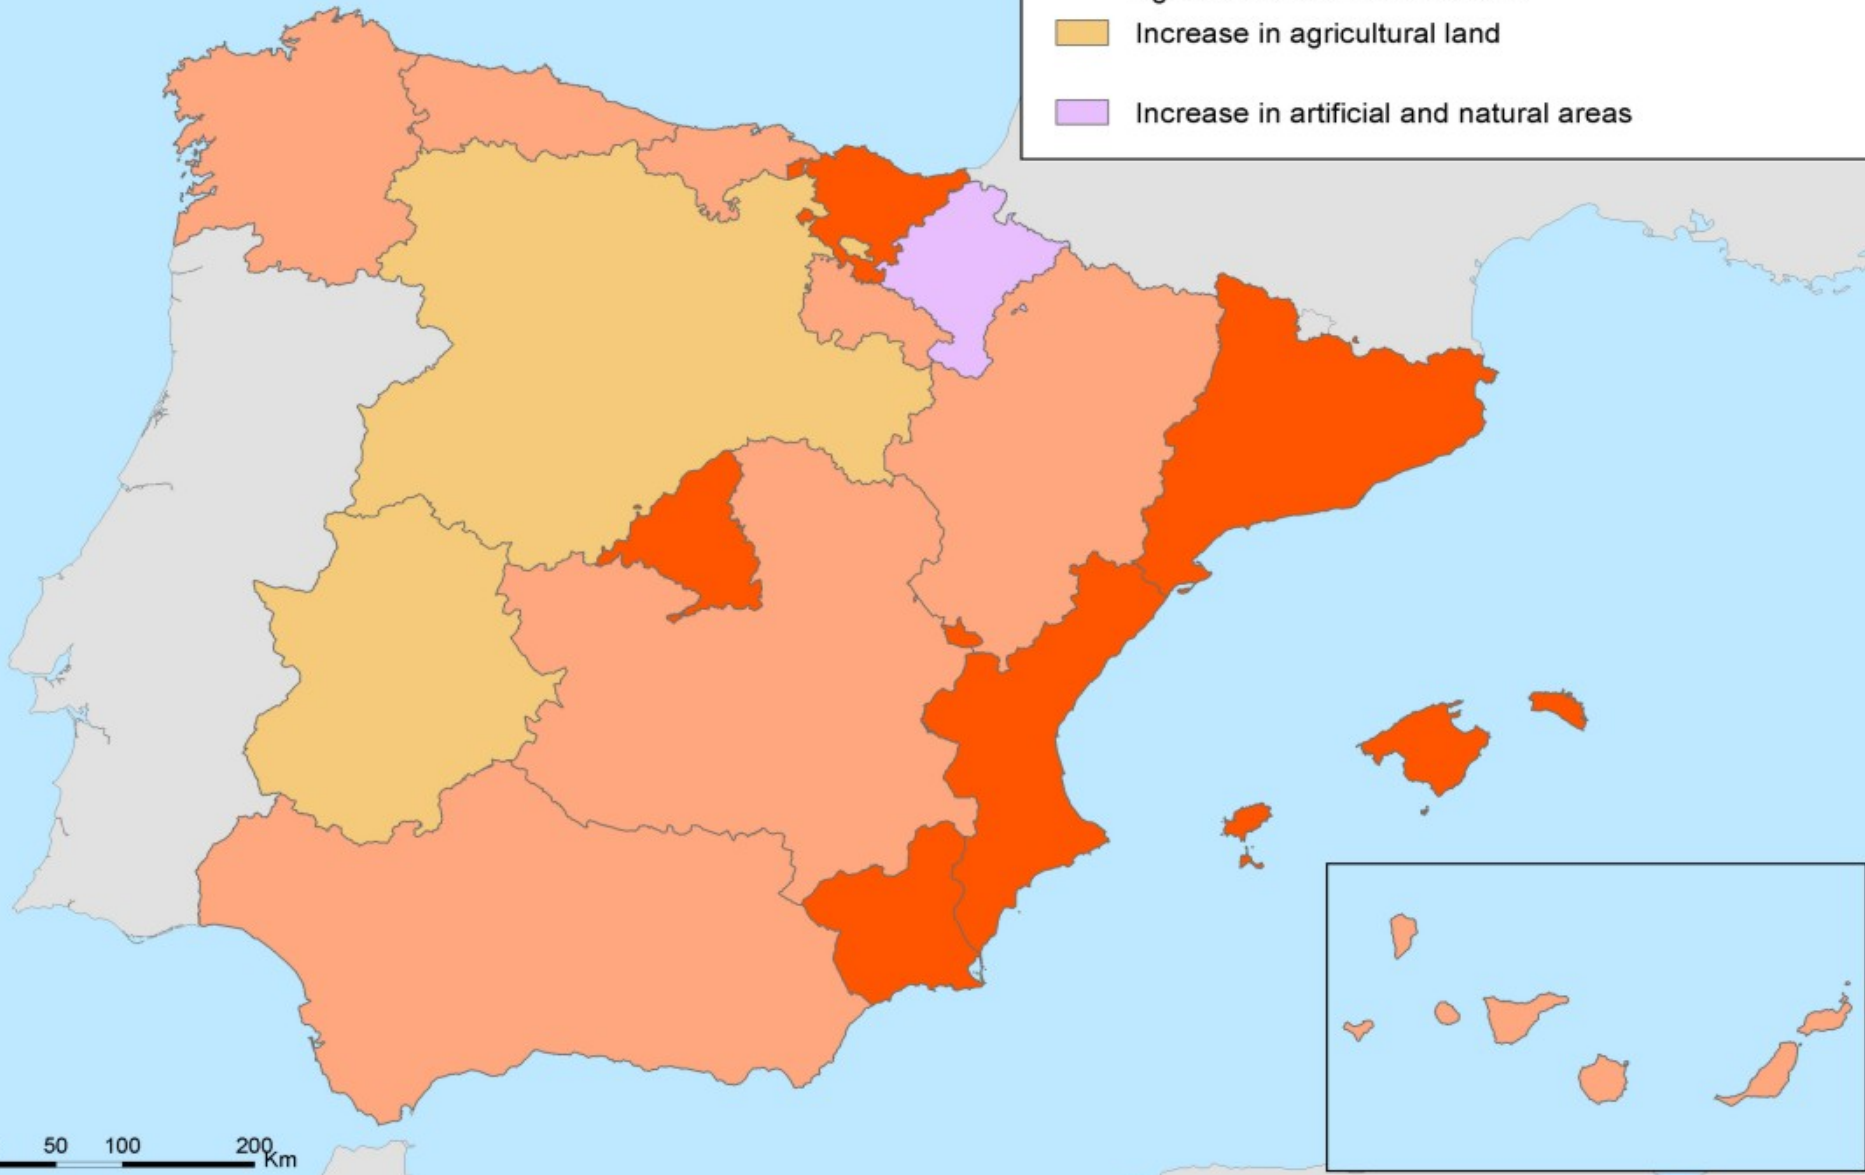 Increase in agricultural land
Increase in artificial and natural areas
50 100 200
Km